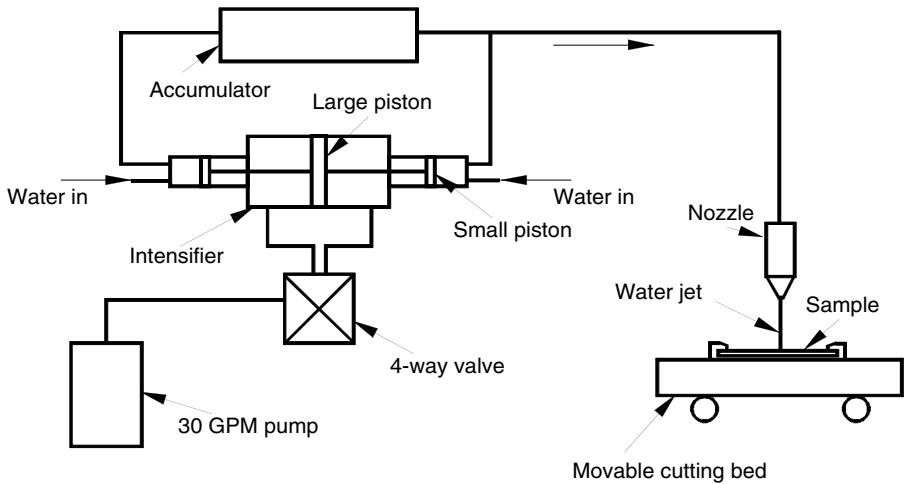 Accumulator
Large piston
Water in
Water in
Small piston
Intensifier
Nozzle
Water jet
Sample
4-way valve
30 GPM pump
Movable cutting bed